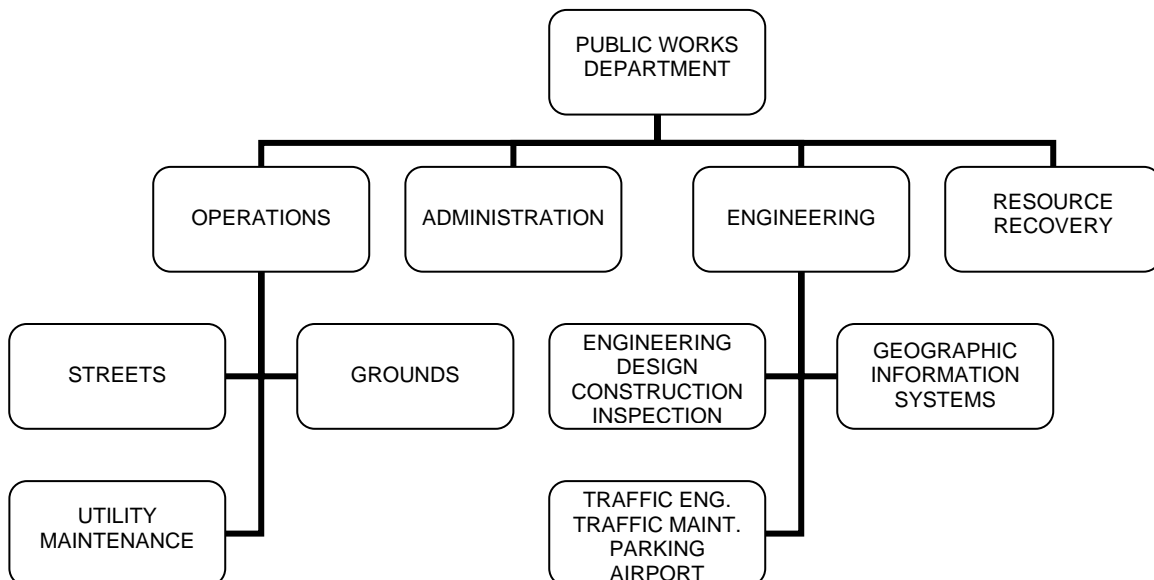 PUBLIC WORKS
DEPARTMENT
OPERATIONS
ADMINISTRATION
ENGINEERING
RESOURCE
RECOVERY
STREETS
GROUNDS
ENGINEERING
DESIGN
CONSTRUCTION
INSPECTION
GEOGRAPHIC
INFORMATION
SYSTEMS
UTILITY
MAINTENANCE
TRAFFIC ENG.
TRAFFIC MAINT.
PARKING
AIRPORT